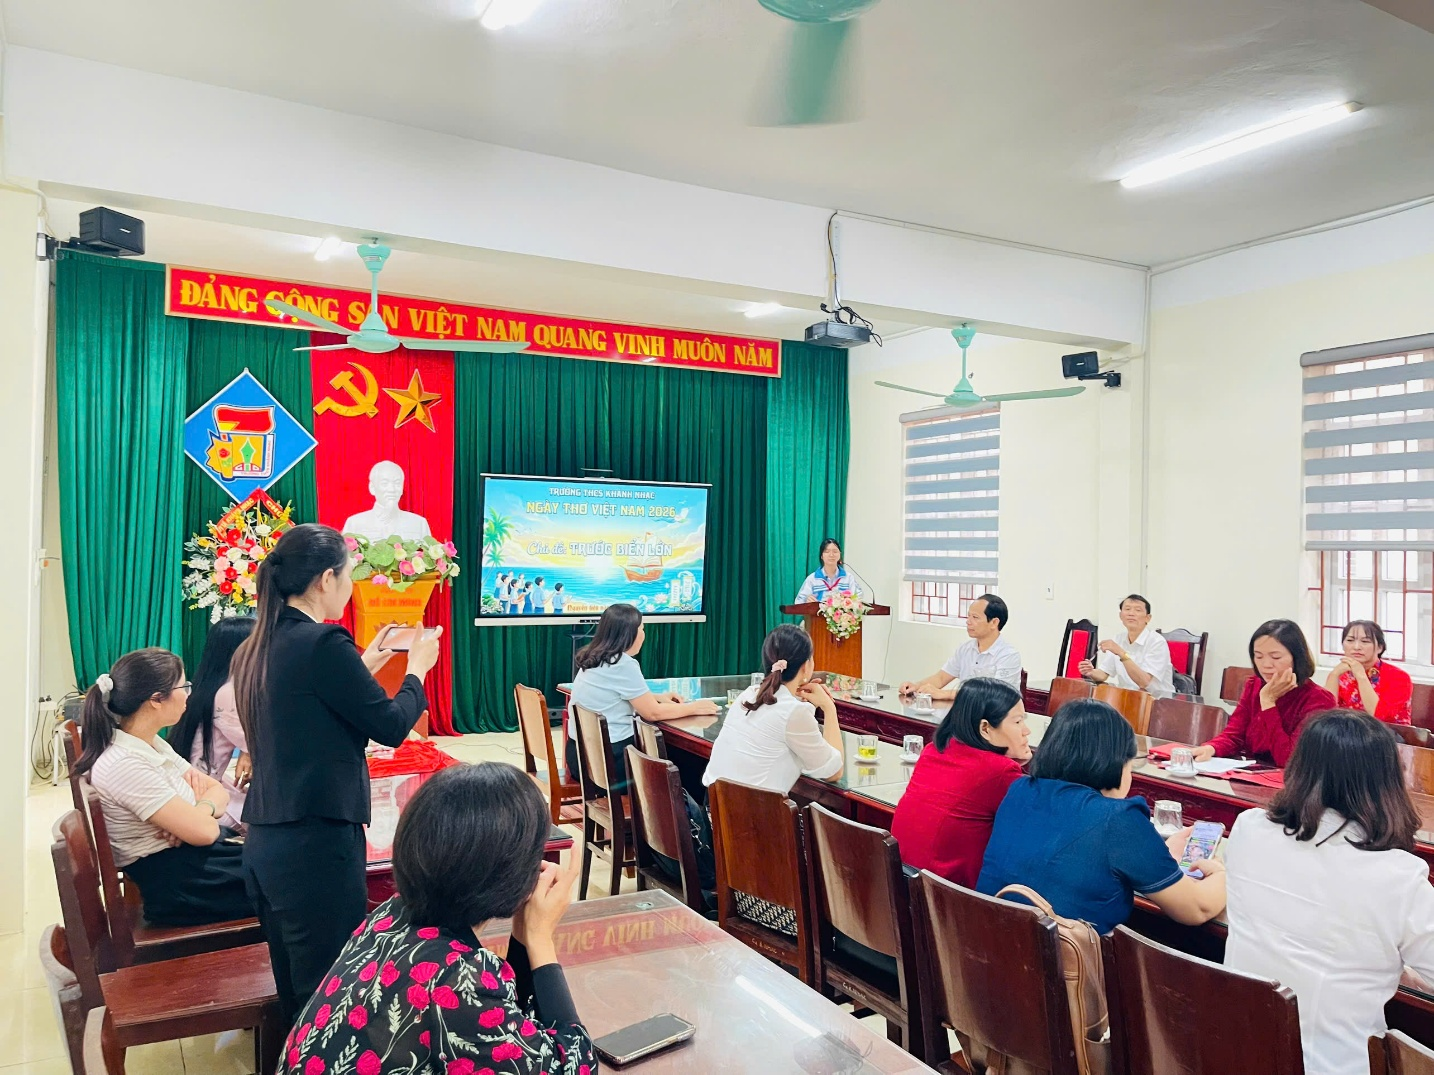 ĐẢNG CỘNG SẢN VIỆT NAM QUANG VINH MUÔN NĂM
TRƯỜNG THCS KHÁNH NHẠC
NGÀY THƠ VIỆT NAM 2026
Chủ đề: TRƯỚC BIỂN LỚN